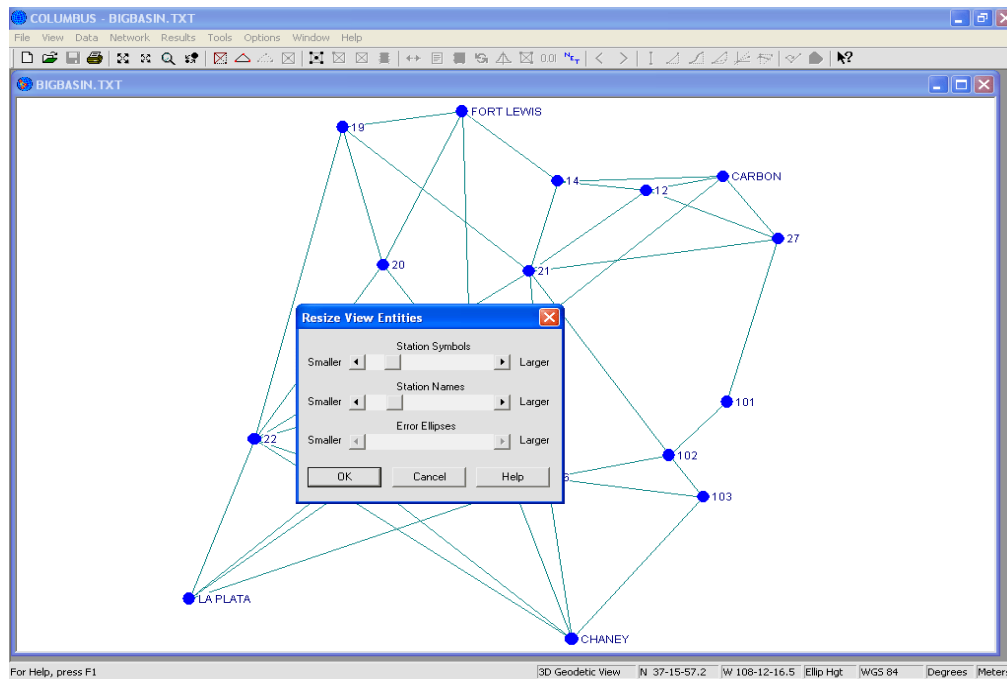 COLUMBUS - BIGBASIN.TXT
File View Data Network Results Tools Options Window Help
0.01
BIGBASIN.TXT
FORT LEWIS
19
CARBON
14
12
27
20
21
Resize View Entities
Station Symbols
Smaller Larger
Station Names
Smaller Larger
101
Error Ellipses
Smaller Larger
22
102
OK Cancel Help
103
LA PLATA
CHANEY
For Help, press F1 3D Geodetic View N 37-15-57.2 W 108-12-16.5 Ellip Hgt WGS 84 Degrees Meter